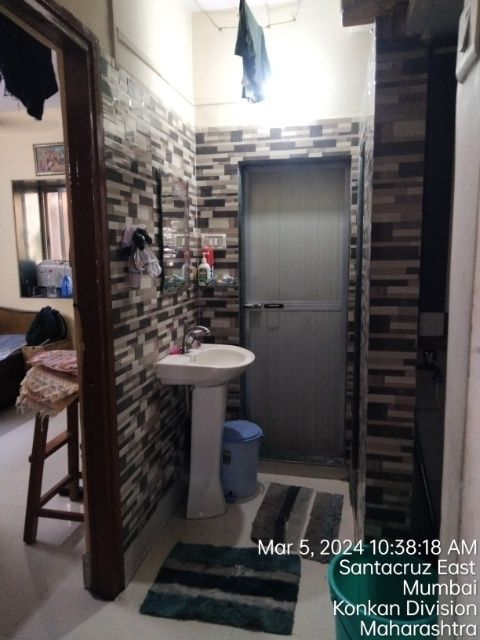 Mar 5, 2024 10:38:18 AM
Santacruz East
Mumbai
Konkan Division
Maharashtra